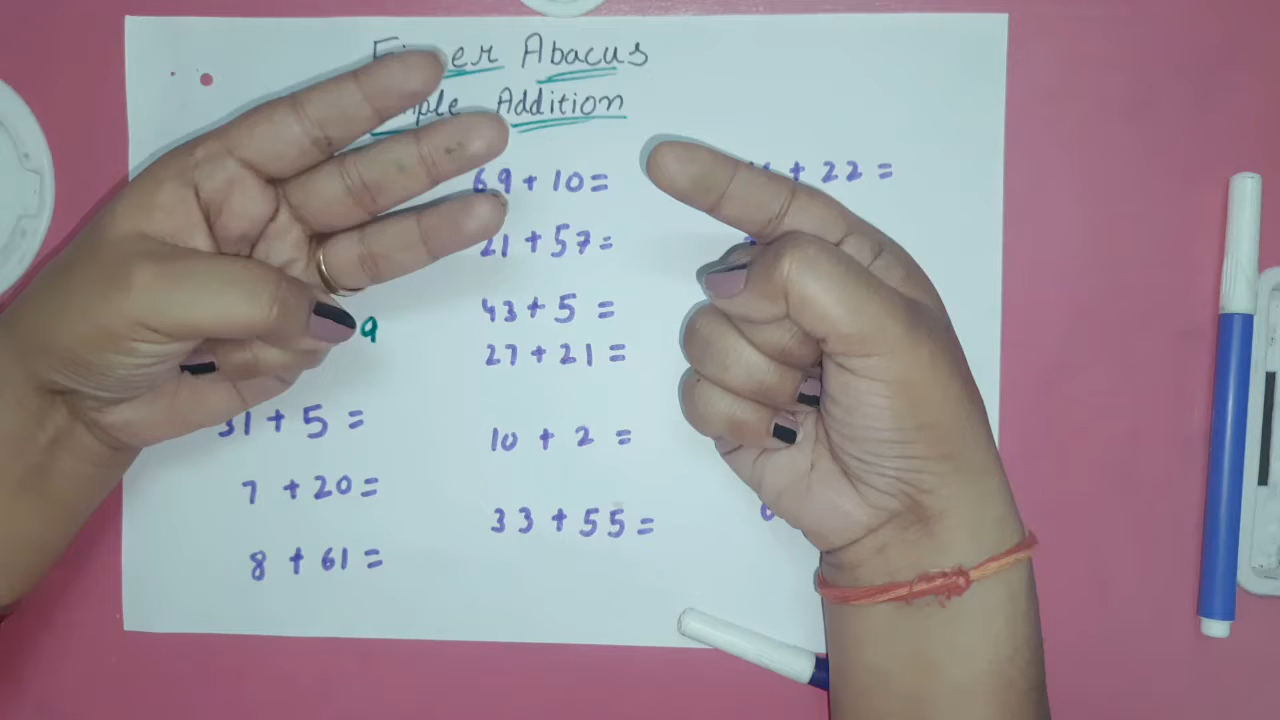 Abacus
Addition
69+10=
+ 22 =
21 +57=
43+5 =
9
27+21 =
31 + 5 =
10 + 2 =
7 +20=
33+55=
8 + 61 =